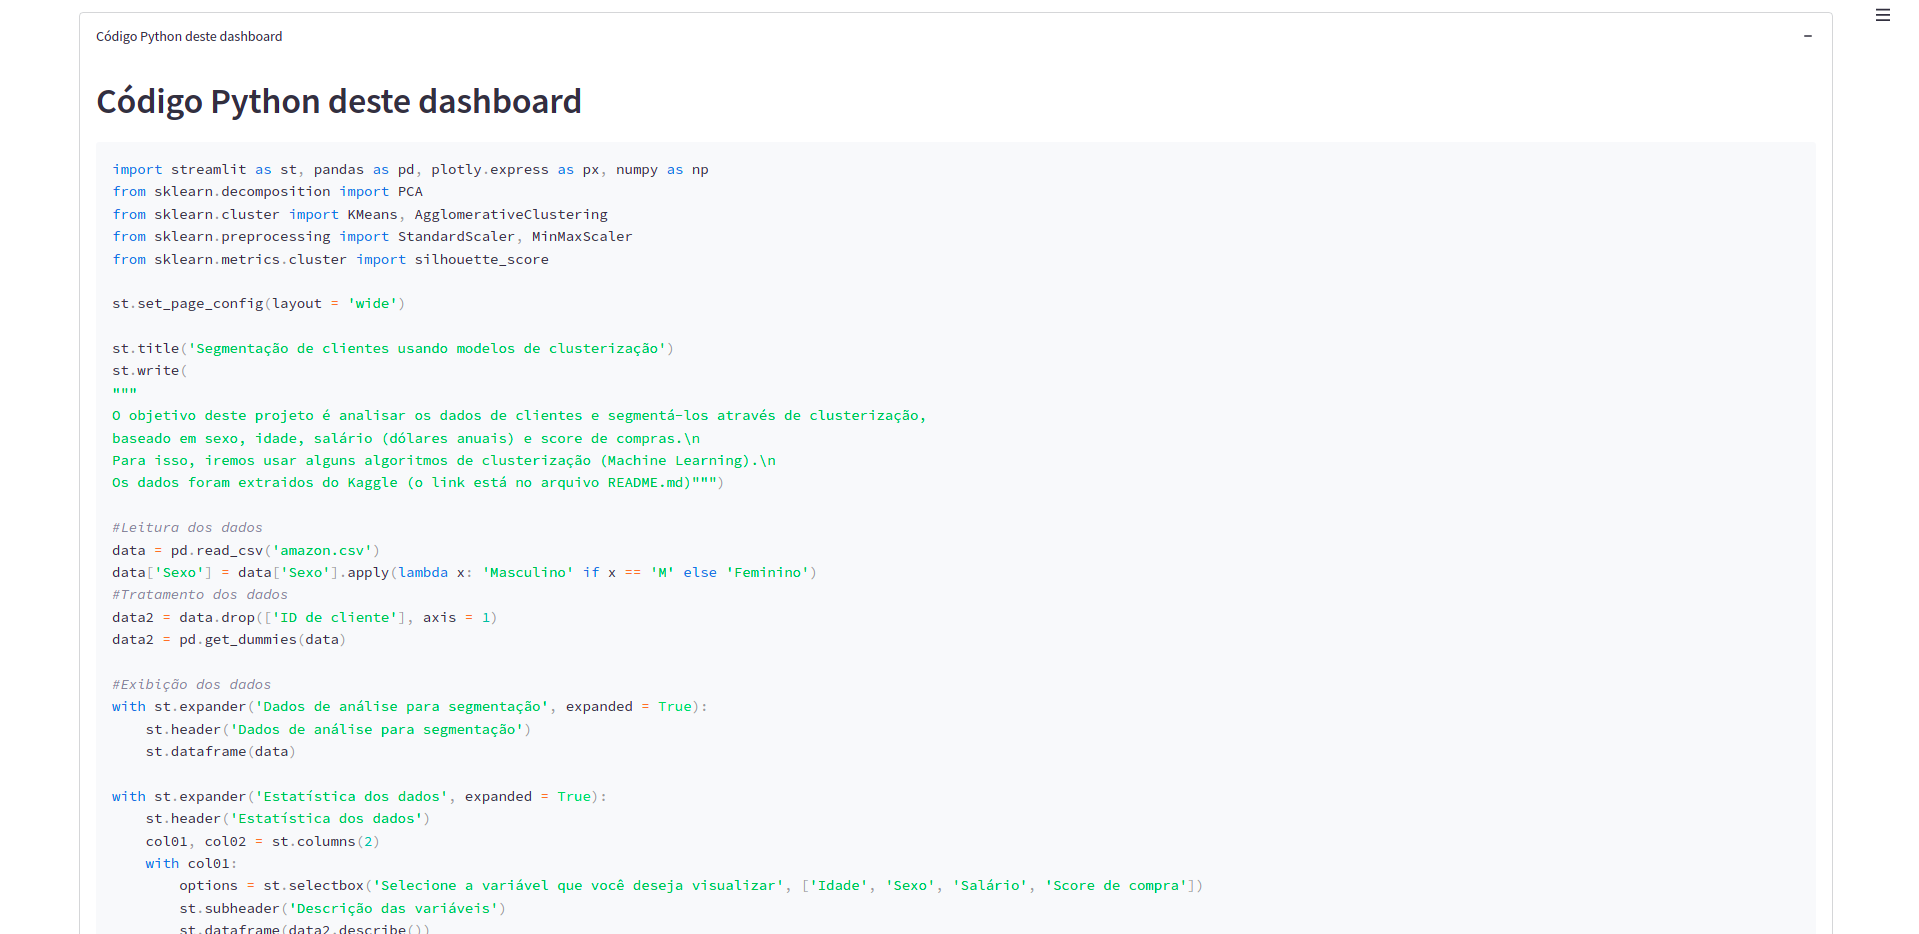 Código Python deste dashboard
Código Python deste dashboard
import streamlit as st, pandas as pd, plotly.express as px, numpy as np
from sklearn.decomposition import PCA
from sklearn.cluster import KMeans, AgglomerativeClustering
from sklearn.preprocessing import StandardScaler, MinMaxScaler
from sklearn.metrics.cluster import silhouette_score
st.set_page_config(layout = 'wide')
st.title('Segmentação de clientes usando modelos de clusterização')
st.write(
"""
O objetivo deste projeto é analisar os dados de clientes e segmentá-los através de clusterização,
baseado em sexo, idade, salário (dólares anuais) e score de compras.\n
Para isso, iremos usar alguns algoritmos de clusterização (Machine Learning).\n
Os dados foram extraidos do Kaggle (o link está no arquivo README.md)""")
#Leitura dos dados
data = pd.read_csv('amazon.csv')
data['Sexo'] = data['Sexo'].apply(lambda x: 'Masculino' if x == 'M' else 'Feminino')
#Tratamento dos dados
data2 = data.drop(['ID de cliente'], axis = 1)
data2 = pd.get_dummies(data)
#Exibição dos dados
with st.expander('Dados de análise para segmentação', expanded = True):
    st.header('Dados de análise para segmentação')
    st.dataframe(data)
with st.expander('Estatística dos dados', expanded = True):
    st.header('Estatística dos dados')
    col01, col02 = st.columns(2)
    with col01:
        options = st.selectbox('Selecione a variável que você deseja visualizar', ['Idade', 'Sexo', 'Salário', 'Score de compra'])
        st.subheader('Descrição das variáveis')
        st.dataframe(data2.describe())